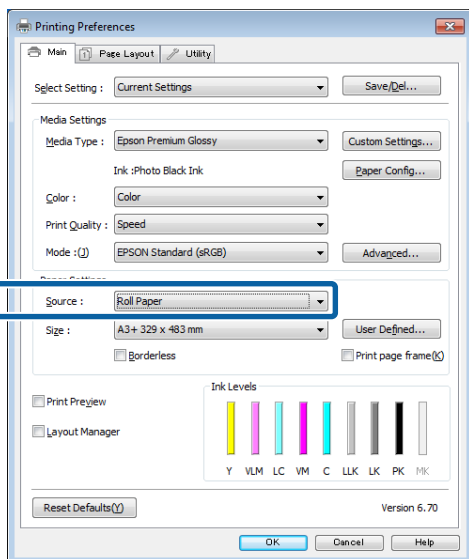 Printing Preferences
Main Page Layout Utility
Select Setting : Current Settings Save/Del...
Media Settings
Media Type : Epson Premium Glossy Custom Settings...
Ink :Photo Black Ink Paper Config...
Color : Color
Print Quality : Speed
Mode :(J) EPSON Standard (sRGB) Advanced...
Paper Settings
Source : Roll Paper
Size : A3+ 329 x 483 mm User Defined...
Borderless Print page frame(K)
Ink Levels
Print Preview
Layout Manager
Y VLM LC VM C LLK LK PK MK
Reset Defaults(Y) Version 6.70
OK Cancel Help